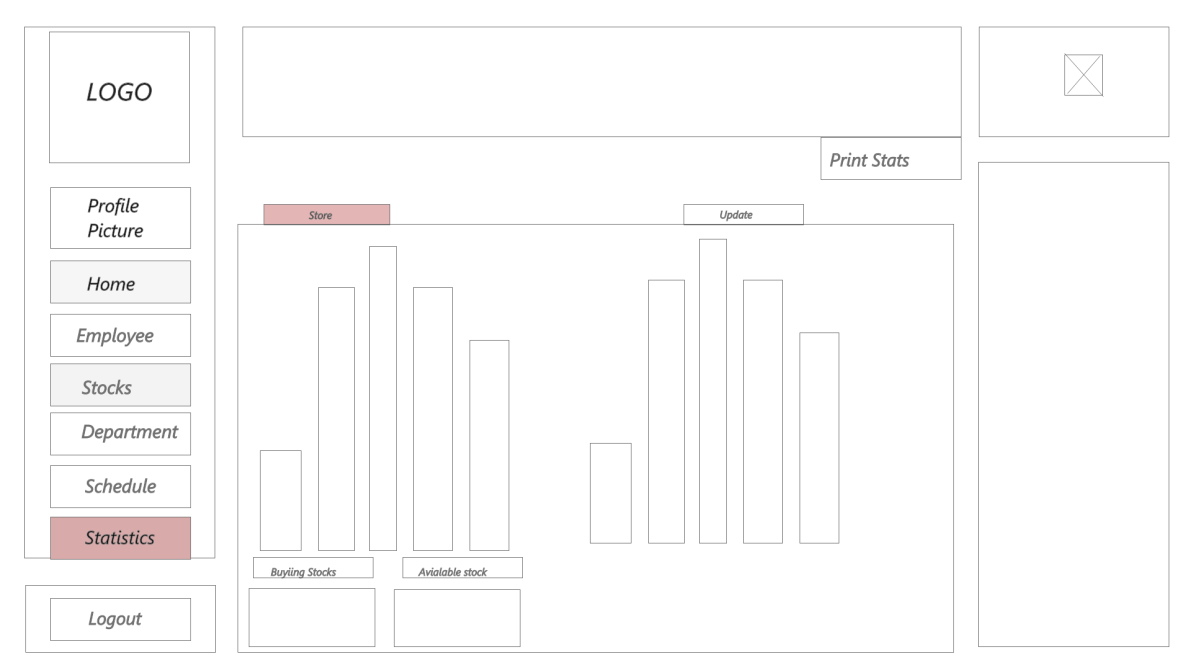 LOGO
Profile
Picture
Home
Employee
Stocks
Department
Schedule
Statistics
Logout
Print Stats
Store
Update
Buyiing Stocks
Avialable stock